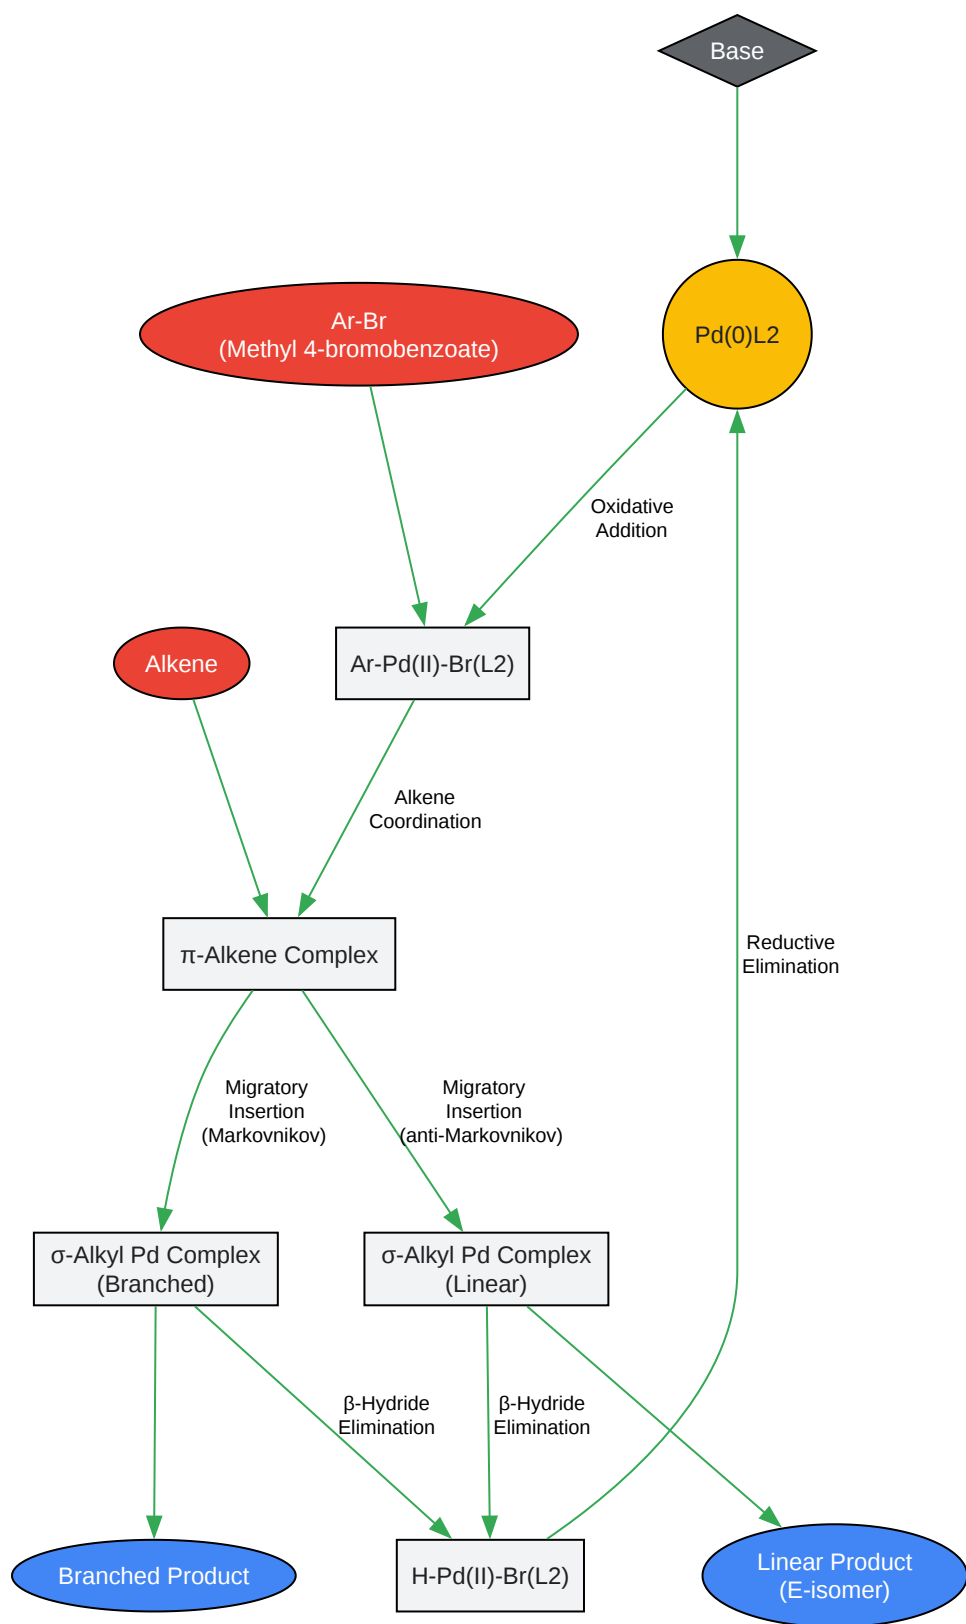 Base
Ar-Br
(Methyl 4-bromobenzoate)
Pd(0)L2
Oxidative
Addition
Alkene
Ar-Pd(II)-Br(L2)
Alkene
Coordination
π-Alkene Complex
Reductive
Elimination
Migratory
Insertion
(Markovnikov)
Migratory
Insertion
(anti-Markovnikov)
σ-Alkyl Pd Complex
(Branched)
σ-Alkyl Pd Complex
(Linear)
β-Hydride
Elimination
β-Hydride
Elimination
Branched Product
H-Pd(II)-Br(L2)
Linear Product
(E-isomer)